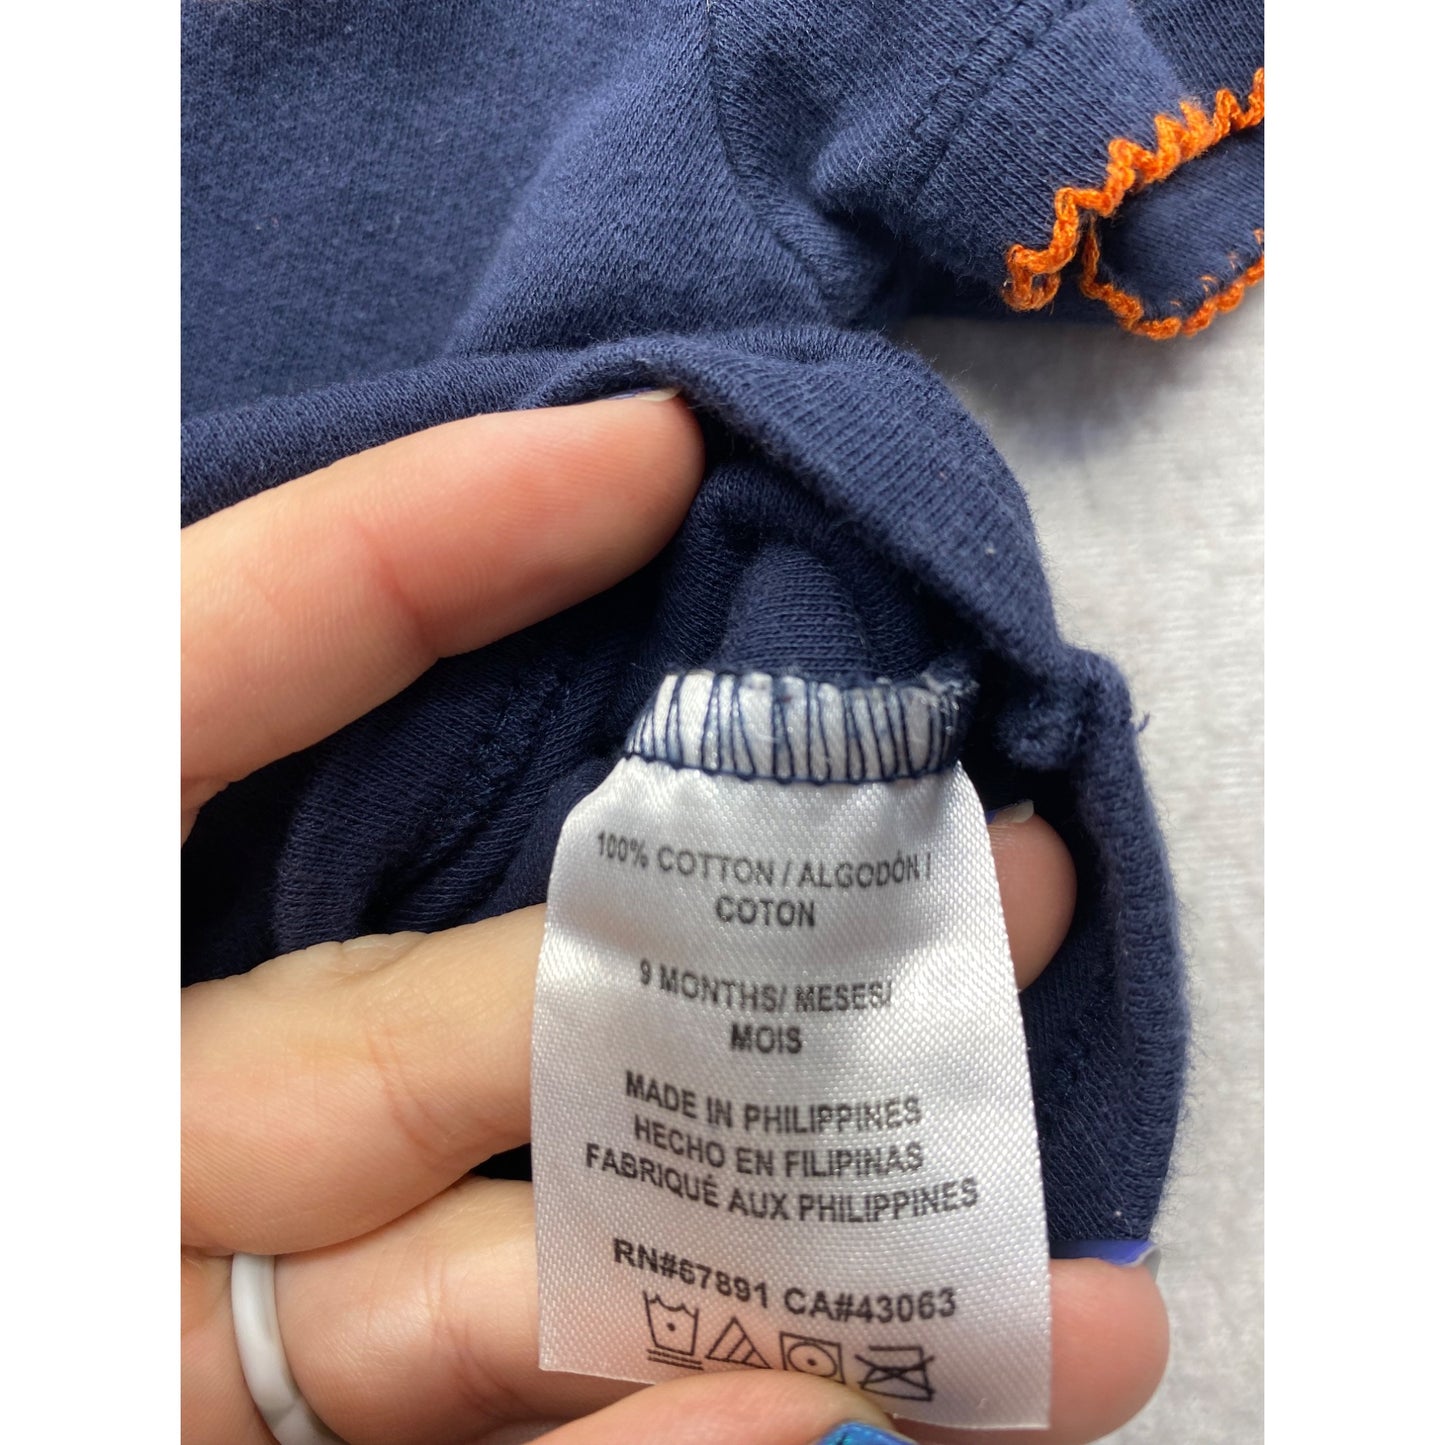 100% COTTON / ALGODÓN /
COTON
9 MONTHS/ MESES/
MOIS
MADE IN PHILIPPINES
HECHO EN FILIPINAS
FABRIQUÉ AUX PHILIPPINES
RN#67891 CA#43063